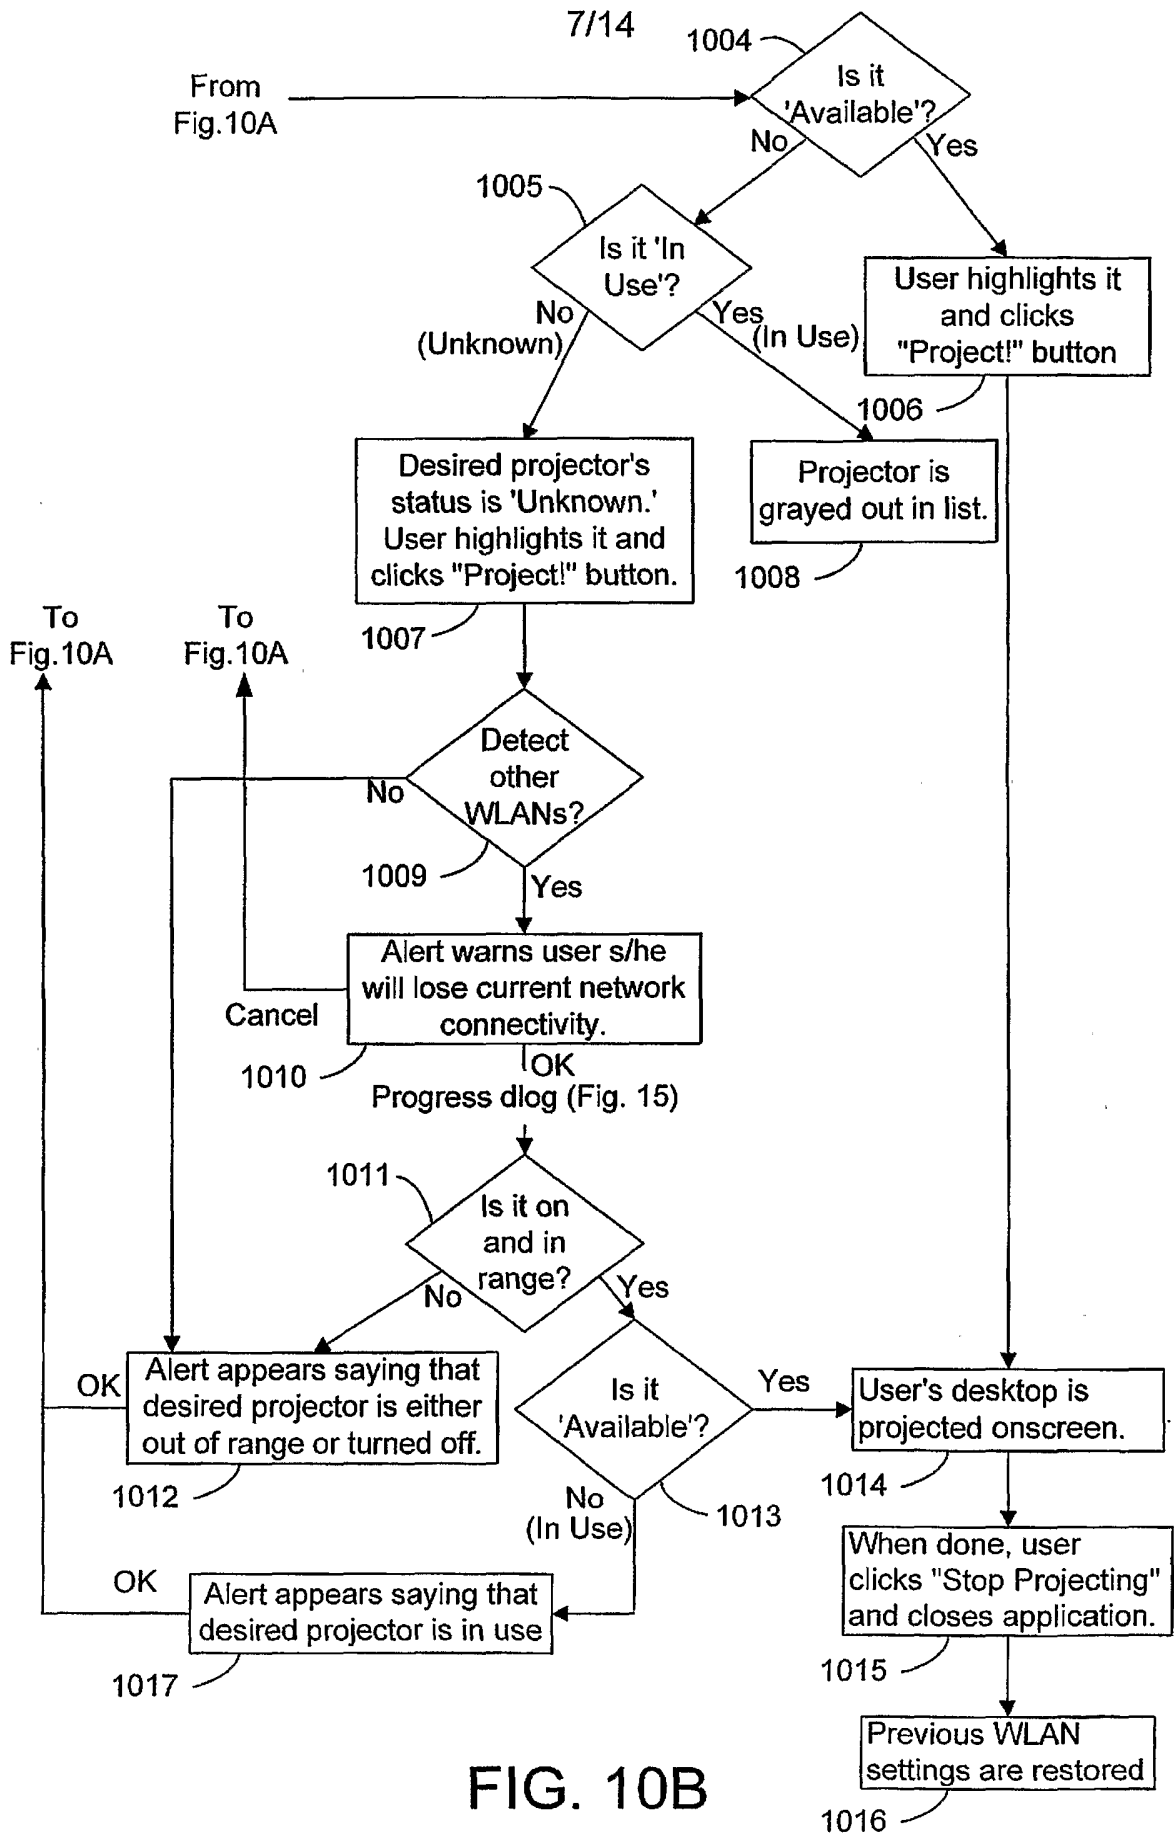 7/14
1004
From
Fig.10A
Is it
'Available'?
No
Yes
1005
Is it 'In
Use'?
No
(Unknown)
Yes
(In Use)
User highlights it
and clicks
"Project!" button
1006
Desired projector's
status is 'Unknown.'
User highlights it and
clicks "Project!" button.
1007
Projector is
grayed out in list.
1008
To
Fig.10A
To
Fig.10A
Detect
other
WLANs?
No
1009
Yes
Alert warns user s/he
will lose current network
connectivity.
Cancel
1010
OK
Progress dlog (Fig. 15)
1011
Is it on
and in
range?
No
Yes
Alert appears saying that
desired projector is either
out of range or turned off.
OK
1012
Is it
'Available'?
Yes
1013
No
(In Use)
User's desktop is
projected onscreen.
1014
When done, user
clicks "Stop Projecting"
and closes application.
1015
OK
Alert appears saying that
desired projector is in use
1017
Previous WLAN
settings are restored
1016
FIG. 10B